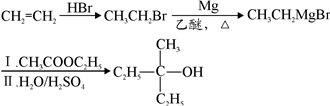 CH₂=CH₂ —HBr→ CH₃CH₂Br —Mg / 乙醚，△→ CH₃CH₂MgBr
Ⅰ.CH₃COOC₂H₅
Ⅱ.H₂O/H₂SO₄
CH₃
C₂H₅—C—OH
C₂H₅